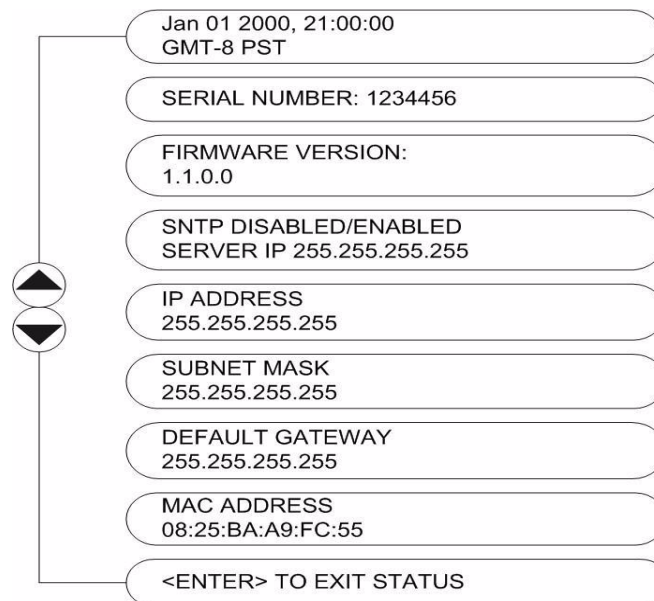 Jan 01 2000, 21:00:00
GMT-8 PST
SERIAL NUMBER: 1234456
FIRMWARE VERSION:
1.1.0.0
SNTP DISABLED/ENABLED
SERVER IP 255.255.255.255
IP ADDRESS
255.255.255.255
SUBNET MASK
255.255.255.255
DEFAULT GATEWAY
255.255.255.255
MAC ADDRESS
08:25:BA:A9:FC:55
<ENTER> TO EXIT STATUS